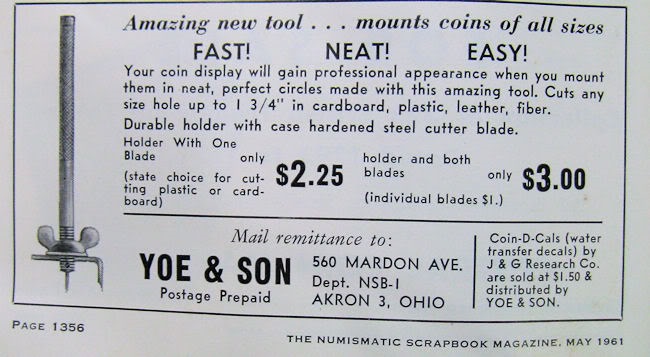 Amazing new tool . . . mounts coins of all sizes
FAST! NEAT! EASY!
Your coin display will gain professional appearance when you mount
them in neat, perfect circles made with this amazing tool. Cuts any
size hole up to 1 3/4" in cardboard, plastic, leather, fiber.
Durable holder with case hardened steel cutter blade.
Holder With One
Blade only
(state choice for cut-
ting plastic or card-
board)
$2.25
holder and both
blades only
(individual blades $1.)
$3.00
Mail remittance to:
YOE & SON
Postage Prepaid
560 MARDON AVE.
Dept. NSB-1
AKRON 3, OHIO
Coin-D-Cals (water
transfer decals) by
J & G Research Co.
are sold at $1.50 &
distributed by
YOE & SON.
PAGE 1356
THE NUMISMATIC SCRAPBOOK MAGAZINE, MAY 1961